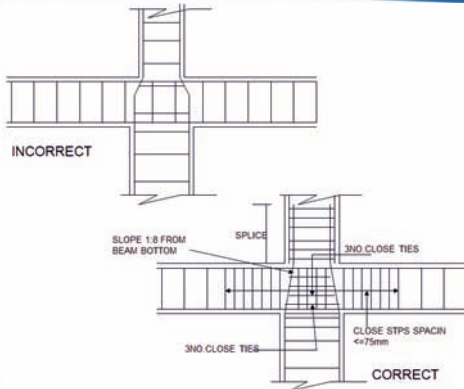 INCORRECT
SPLICE
SLOPE 1:8 FROM
BEAM BOTTOM
3NO CLOSE TIES
3NO CLOSE TIES
CLOSE STPS SPACIN
<=75mm
CORRECT